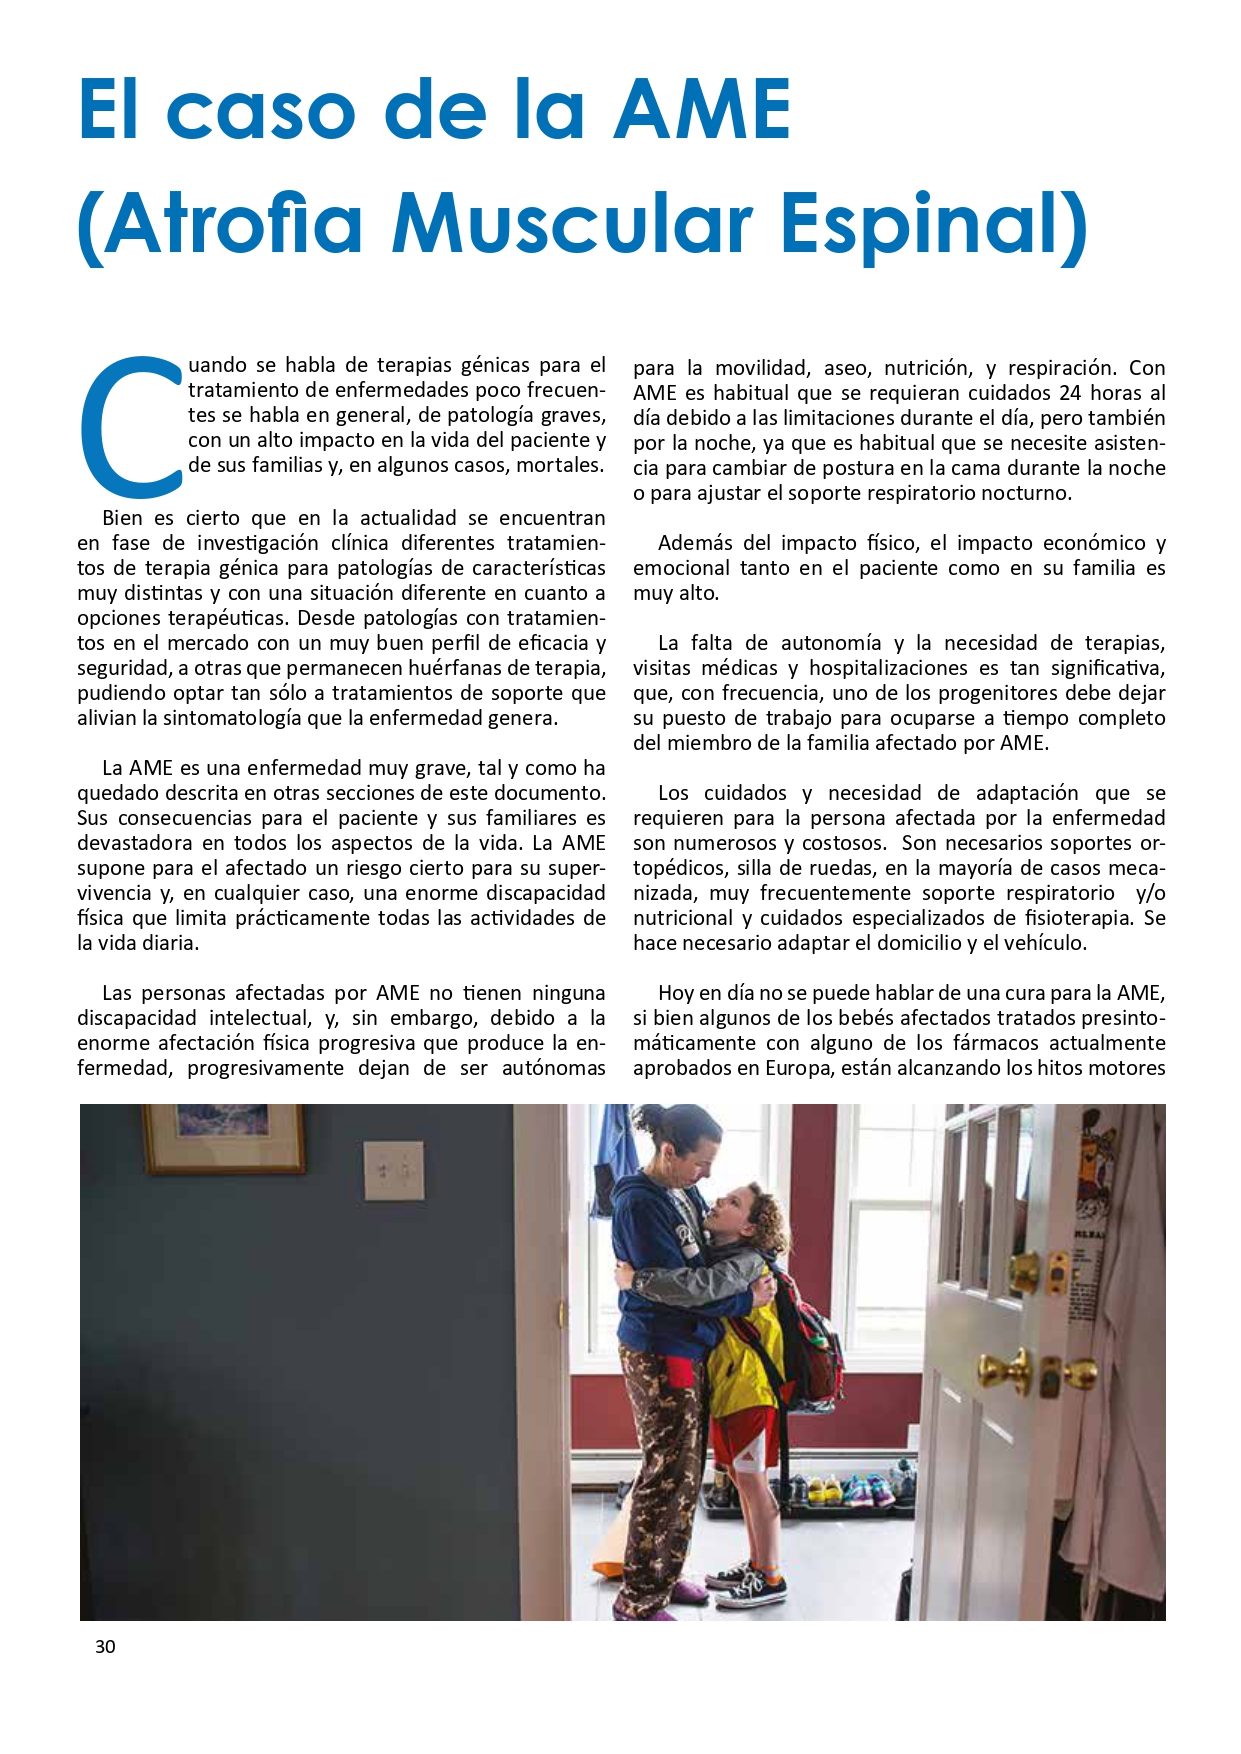 El caso de la AME
(Atrofia Muscular Espinal)
Cuando se habla de terapias génicas para el
tratamiento de enfermedades poco frecuen-
tes se habla en general, de patología graves,
con un alto impacto en la vida del paciente y
de sus familias y, en algunos casos, mortales.
Bien es cierto que en la actualidad se encuentran
en fase de investigación clínica diferentes tratamien-
tos de terapia génica para patologías de características
muy distintas y con una situación diferente en cuanto a
opciones terapéuticas. Desde patologías con tratamien-
tos en el mercado con un muy buen perfil de eficacia y
seguridad, a otras que permanecen huérfanas de terapia,
pudiendo optar tan sólo a tratamientos de soporte que
alivian la sintomatología que la enfermedad genera.
La AME es una enfermedad muy grave, tal y como ha
quedado descrita en otras secciones de este documento.
Sus consecuencias para el paciente y sus familiares es
devastadora en todos los aspectos de la vida. La AME
supone para el afectado un riesgo cierto para su super-
vivencia y, en cualquier caso, una enorme discapacidad
física que limita prácticamente todas las actividades de
la vida diaria.
Las personas afectadas por AME no tienen ninguna
discapacidad intelectual, y, sin embargo, debido a la
enorme afectación física progresiva que produce la en-
fermedad, progresivamente dejan de ser autónomas
para la movilidad, aseo, nutrición, y respiración. Con
AME es habitual que se requieran cuidados 24 horas al
día debido a las limitaciones durante el día, pero también
por la noche, ya que es habitual que se necesite asisten-
cia para cambiar de postura en la cama durante la noche
o para ajustar el soporte respiratorio nocturno.
Además del impacto físico, el impacto económico y
emocional tanto en el paciente como en su familia es
muy alto.
La falta de autonomía y la necesidad de terapias,
visitas médicas y hospitalizaciones es tan significativa,
que, con frecuencia, uno de los progenitores debe dejar
su puesto de trabajo para ocuparse a tiempo completo
del miembro de la familia afectado por AME.
Los cuidados y necesidad de adaptación que se
requieren para la persona afectada por la enfermedad
son numerosos y costosos. Son necesarios soportes or-
topédicos, silla de ruedas, en la mayoría de casos meca-
nizada, muy frecuentemente soporte respiratorio y/o
nutricional y cuidados especializados de fisioterapia. Se
hace necesario adaptar el domicilio y el vehículo.
Hoy en día no se puede hablar de una cura para la AME,
si bien algunos de los bebés afectados tratados presinto-
máticamente con alguno de los fármacos actualmente
aprobados en Europa, están alcanzando los hitos motores
30